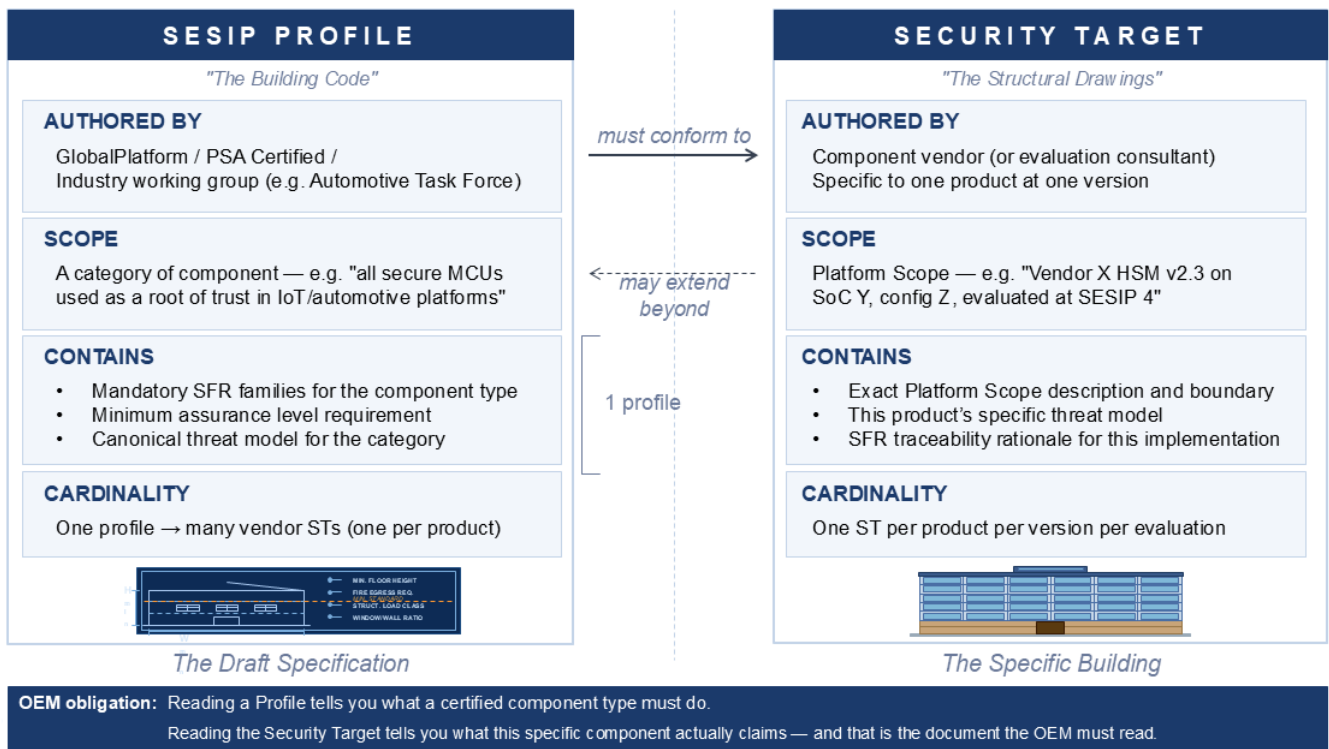 SESIP PROFILE
"The Building Code"
AUTHORED BY
GlobalPlatform / PSA Certified /
Industry working group (e.g. Automotive Task Force)
SCOPE
A category of component — e.g. "all secure MCUs
used as a root of trust in IoT/automotive platforms"
CONTAINS
• Mandatory SFR families for the component type
• Minimum assurance level requirement
• Canonical threat model for the category
CARDINALITY
One profile → many vendor STs (one per product)
MIN. FLOOR HEIGHT
FIRE EGRESS REQ.
MIN. STANDARD
STRUCT. LOAD CLASS
WINDOW/WALL RATIO
H
W
The Draft Specification
must conform to
may extend
beyond
1 profile
SECURITY TARGET
"The Structural Drawings"
AUTHORED BY
Component vendor (or evaluation consultant)
Specific to one product at one version
SCOPE
Platform Scope — e.g. "Vendor X HSM v2.3 on
SoC Y, config Z, evaluated at SESIP 4"
CONTAINS
• Exact Platform Scope description and boundary
• This product’s specific threat model
• SFR traceability rationale for this implementation
CARDINALITY
One ST per product per version per evaluation
The Specific Building
OEM obligation: Reading a Profile tells you what a certified component type must do.
Reading the Security Target tells you what this specific component actually claims — and that is the document the OEM must read.